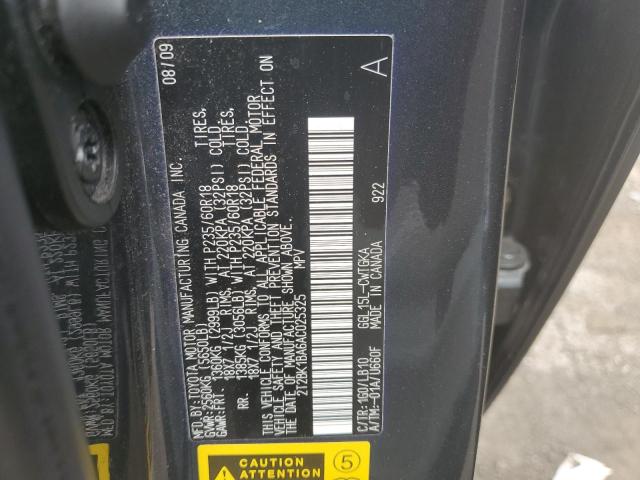 MFD.BY:TOYOTA MOTOR MANUFACTURING CANADA INC. 08/09
GVWR:2560KG (5650LB)
GAWR:FRT. 1360KG (2999LB) WITH P235/60R18 TIRES,
18X7 1/2J RIMS, AT 220KPA (32PSI) COLD
RR. 1385KG (3056LB) WITH P235/60R18 TIRES,
18X7 1/2J RIMS, AT 220KPA (32PSI) COLD
THIS VEHICLE CONFORMS TO ALL APPLICABLE FEDERAL MOTOR
VEHICLE SAFETY AND THEFT PREVENTION STANDARDS IN EFFECT ON
THE DATE OF MANUFACTURE SHOWN ABOVE.
2T2BK1BA6AC025325 MPV
A
C/TR:1G0/LB10 GGL15L-CWTGKA
A/TM:-01A/U660F MADE IN CANADA 922
CAUTION
ATTENTION
5